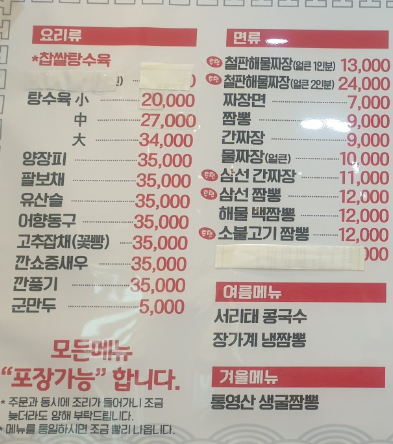 요리류
*찹쌀탕수육
탕수육 小 20,000
中 27,000
大 34,000
양장피 35,000
팔보채 35,000
유산슬 35,000
어향동구 35,000
고추잡채(꽃빵) 35,000
깐쇼중새우 35,000
깐풍기 35,000
군만두 5,000
모든메뉴
"포장가능" 합니다.
* 주문과 동시에 조리가 들어가니 조금
늦더라도 양해 부탁드립니다.
* 메뉴를 통일하시면 조금 빨리 나옵니다.
면류
추천 철판해물짜장(얼큰 1인분) 13,000
추천 철판해물짜장(얼큰 2인분) 24,000
짜장면 7,000
짬뽕 9,000
간짜장 9,000
물짜장(얼큰) 10,000
추천 삼선 간짜장 11,000
추천 삼선 짬뽕 12,000
해물 백짬뽕 12,000
추천 소불고기 짬뽕 12,000
여름메뉴
서리태 콩국수
장가계 냉짬뽕
겨울메뉴
통영산 생굴짬뽕